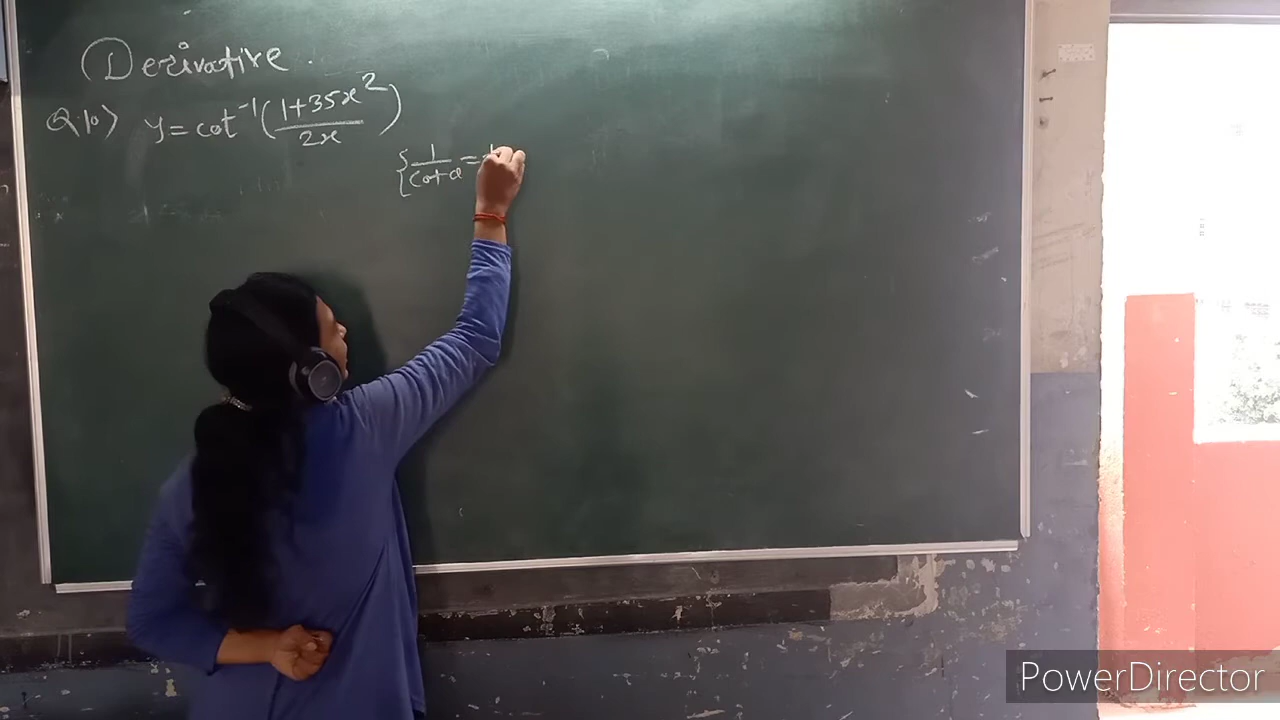 Derivative.
Q.10> y = cot⁻¹(1+35x²/2x)
{1/cot x =
PowerDirector